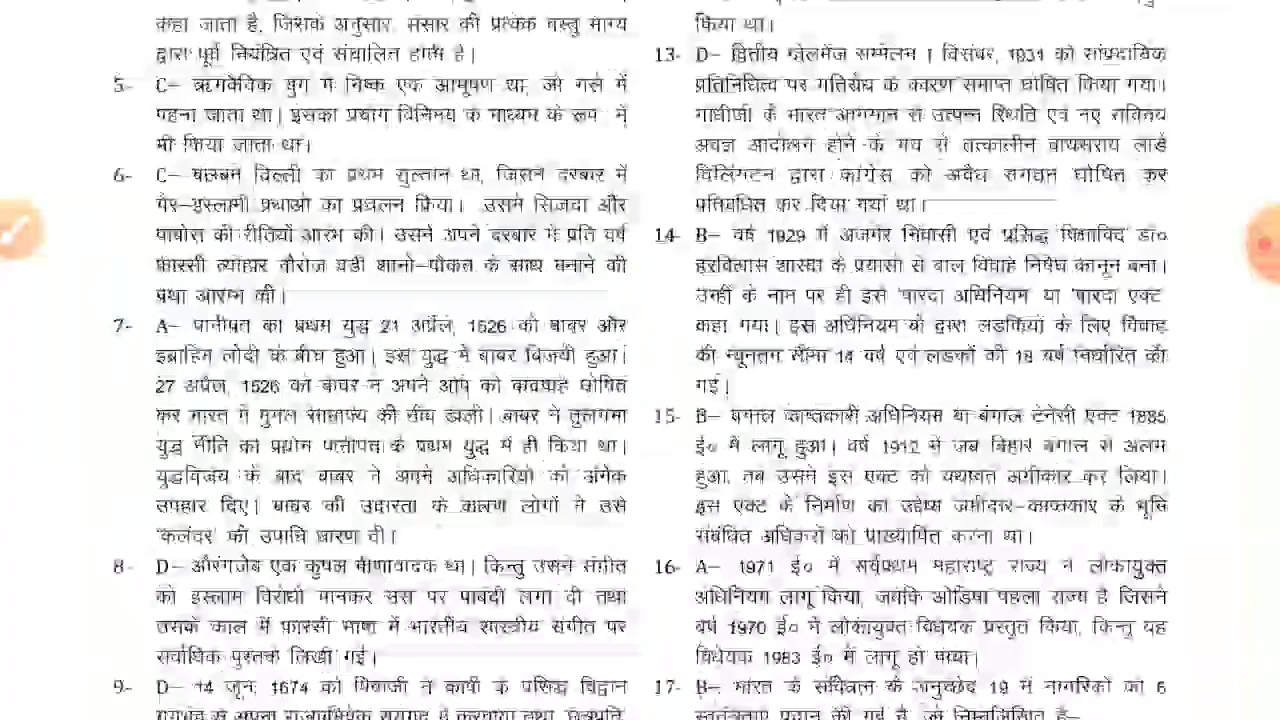 कहा जाता है, जिसके अनुसार, संसार की प्रत्येक वस्तु भाग्य
द्वारा पूर्व नियंत्रित एवं संचालित होती है।
5- C– ऋग्वैदिक युग में निष्क एक आभूषण था, जो गले में
पहना जाता था। इसका प्रयोग विनिमय के माध्यम के रूप में
भी किया जाता था।
6- C– बलबन दिल्ली का प्रथम सुल्तान था, जिसने दरबार में
गैर–इस्लामी प्रथाओं का प्रचलन किया। उसने सिजदा और
पाबोस की रीतियाँ आरंभ की। उसने अपने दरबार में प्रति वर्ष
फारसी त्योहार नौरोज बड़ी शानो–शौकत के साथ मनाने की
प्रथा आरम्भ की।
7- A– पानीपत का प्रथम युद्ध 21 अप्रैल, 1526 को बाबर और
इब्राहिम लोदी के बीच हुआ। इस युद्ध में बाबर विजयी हुआ।
27 अप्रैल, 1526 को बाबर ने अपने आप को बादशाह घोषित
कर भारत में मुगल साम्राज्य की नींव डाली। बाबर ने तुलगमा
युद्ध नीति का प्रयोग पानीपत के प्रथम युद्ध में ही किया था।
युद्धविजय के बाद बाबर ने अपने अधिकारियों को अनेक
उपहार दिए। बाबर की उदारता के कारण लोगों ने उसे
'कलंदर' की उपाधि धारण दी।
8- D– औरंगजेब एक कुशल वीणावादक था। किन्तु उसने संगीत
को इस्लाम विरोधी मानकर उस पर पाबंदी लगा दी तथा
उसके काल में फारसी भाषा में भारतीय शास्त्रीय संगीत पर
सर्वाधिक पुस्तकें लिखी गई।
9- D– 14 जून, 1674 को शिवाजी ने काशी के प्रसिद्ध विद्वान
किया था।
13- D– द्वितीय गोलमेज सम्मेलन 1 दिसंबर, 1931 को सांप्रदायिक
प्रतिनिधित्व पर गतिरोध के कारण समाप्त घोषित किया गया।
गांधीजी के भारत आगमन से उत्पन्न स्थिति एवं नए सविनय
अवज्ञा आंदोलन होने के भय से तत्कालीन वायसराय लार्ड
विलिंगटन द्वारा कांग्रेस को अवैध संगठन घोषित कर
प्रतिबंधित कर दिया गया था।
14- B– वर्ष 1929 में अजमेर निवासी एवं प्रसिद्ध शिक्षाविद डॉ०
हरविलास शारदा के प्रयासों से बाल विवाह निषेध कानून बना।
उन्हीं के नाम पर ही इसे 'शारदा अधिनियम' या 'शारदा एक्ट'
कहा गया। इस अधिनियम के द्वारा लड़कियों के लिए विवाह
की न्यूनतम सीमा 14 वर्ष एवं लड़कों की 18 वर्ष निर्धारित की
गई।
15- B– बंगाल काश्तकारी अधिनियम या बंगाल टेनेंसी एक्ट 1885
ई० में लागू हुआ। वर्ष 1912 में जब बिहार बंगाल से अलग
हुआ, तब उसने इस एक्ट को यथावत अंगीकार कर लिया।
इस एक्ट के निर्माण का उद्देश्य जमींदार–काश्तकार के भूमि
संबंधित अधिकारों को प्राख्यापित करना था।
16- A– 1971 ई० में सर्वप्रथम महाराष्ट्र राज्य ने लोकायुक्त
अधिनियम लागू किया, जबकि ओडिशा पहला राज्य है जिसने
वर्ष 1970 ई० में लोकायुक्त विधेयक प्रस्तुत किया, किन्तु यह
विधेयक 1983 ई० में लागू हो पाया।
17- B– भारत के संविधान के अनुच्छेद 19 में नागरिकों को 6
स्वतंत्रताएं प्रदान की गई है, जो निम्नलिखित है–